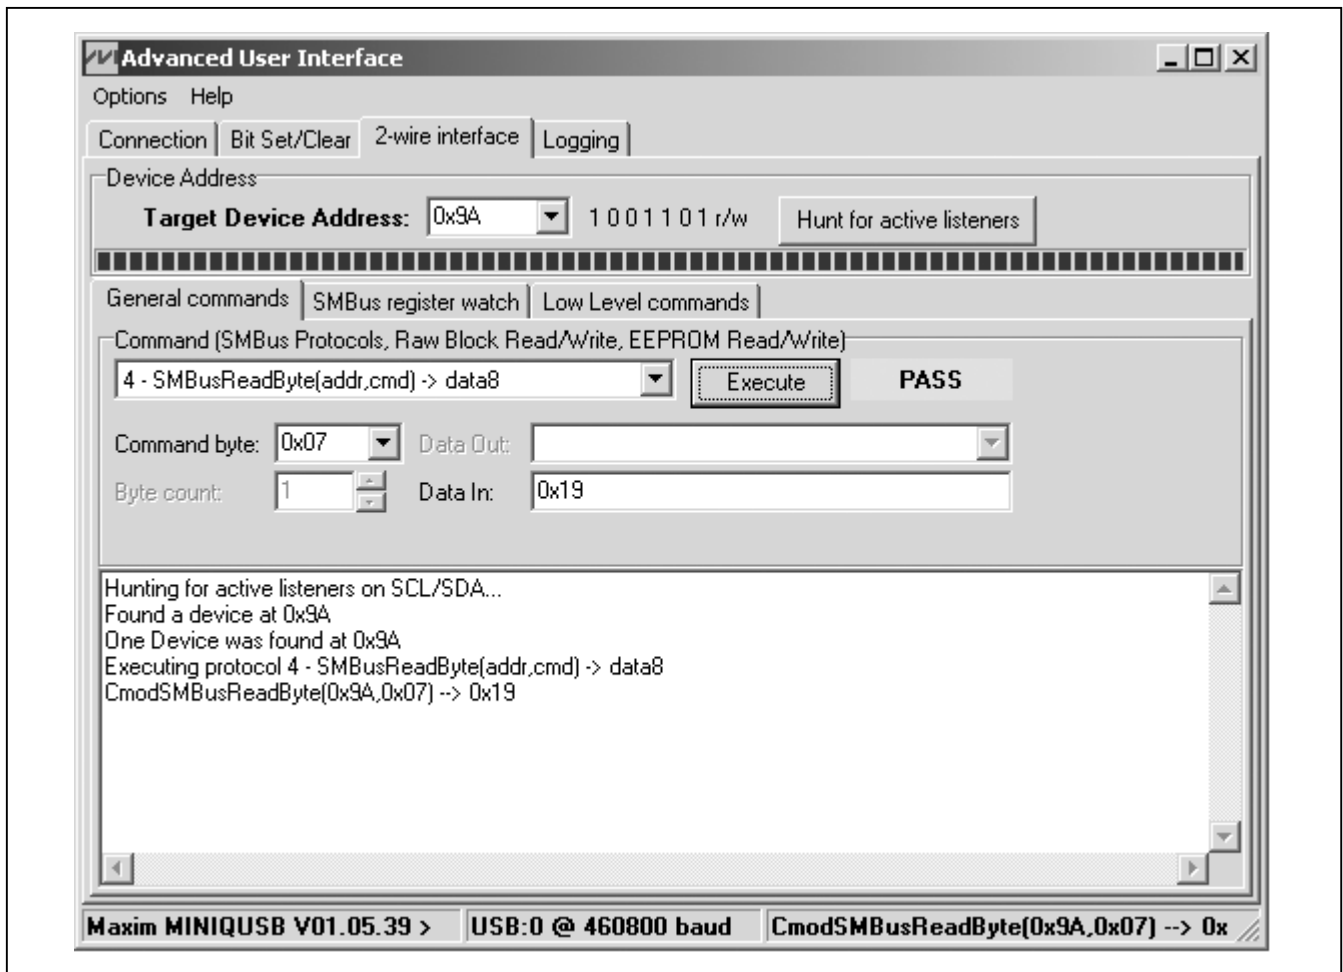 Advanced User Interface
Options Help
Connection Bit Set/Clear 2-wire interface Logging
Device Address
Target Device Address: 0x9A 1 0 0 1 1 0 1 r/w Hunt for active listeners
General commands SMBus register watch Low Level commands
Command (SMBus Protocols, Raw Block Read/Write, EEPROM Read/Write)
4 - SMBusReadByte(addr,cmd) -> data8 Execute PASS
Command byte: 0x07 Data Out:
Byte count: 1 Data In: 0x19
Hunting for active listeners on SCL/SDA...
Found a device at 0x9A
One Device was found at 0x9A
Executing protocol 4 - SMBusReadByte(addr,cmd) -> data8
CmodSMBusReadByte(0x9A,0x07) --> 0x19
Maxim MINIQUSB V01.05.39 > USB:0 @ 460800 baud CmodSMBusReadByte(0x9A,0x07) --> 0x